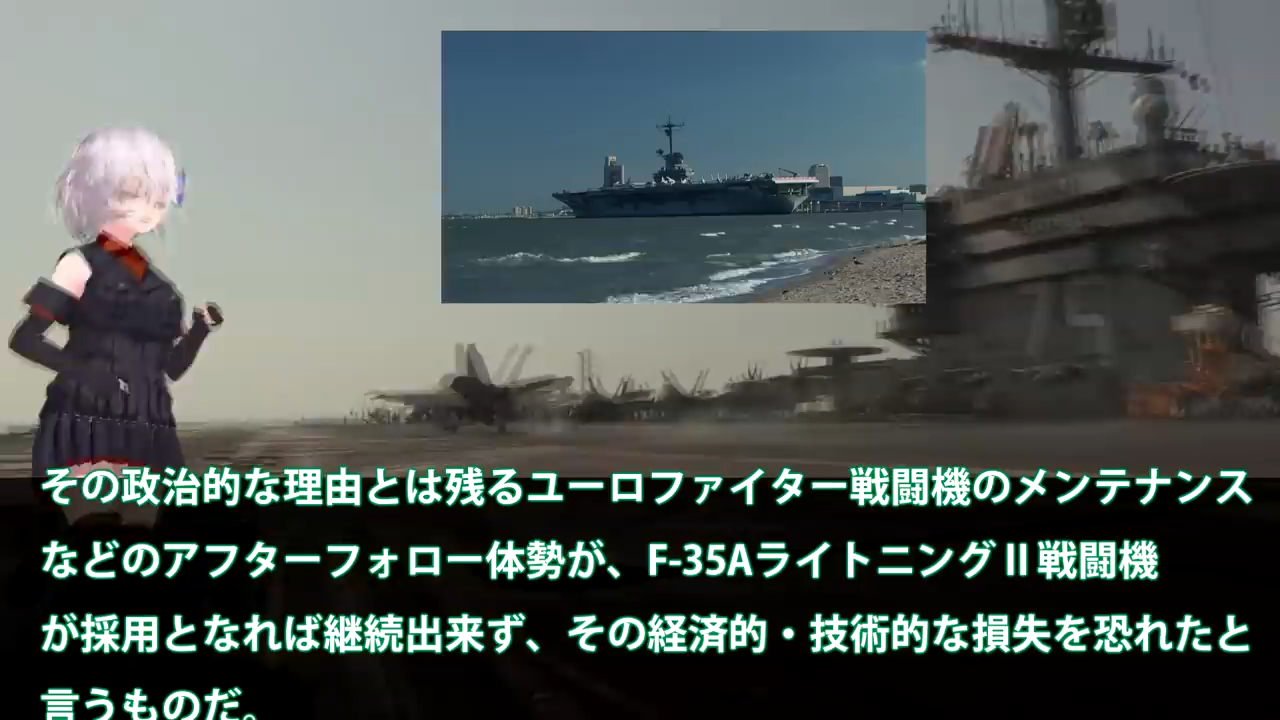 その政治的な理由とは残るユーロファイター戦闘機のメンテナンス
などのアフターフォロー体勢が、F-35AライトニングⅡ戦闘機
が採用となれば継続出来ず、その経済的・技術的な損失を恐れたと
言うものだ。